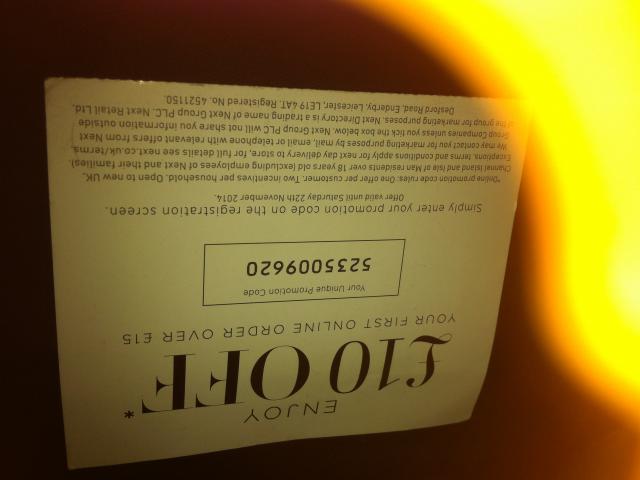 ENJOY
£10 OFF*
YOUR FIRST ONLINE ORDER OVER £15
Your Unique Promotion Code
5235009620
Simply enter your promotion code on the registration screen.
Offer valid until Saturday 22th November 2014.
*Online promotion code rules: One offer per customer. Two incentives per household. Open to new UK,
Channel Island and Isle of Man residents over 18 years old (excluding employees of Next and their families).
Exceptions, terms and conditions apply for next day delivery to store, for full details see next.co.uk/terms.
We may contact you for marketing purposes by mail, email or telephone with relevant offers from Next
Group Companies unless you tick the box below. Next Group PLC will not share you information outside
of the group for marketing purposes. Next Directory is a trading name of Next Group PLC. Next Retail Ltd.
Desford Road, Enderby, Leicester, LE19 4AT. Registered No. 4521150.